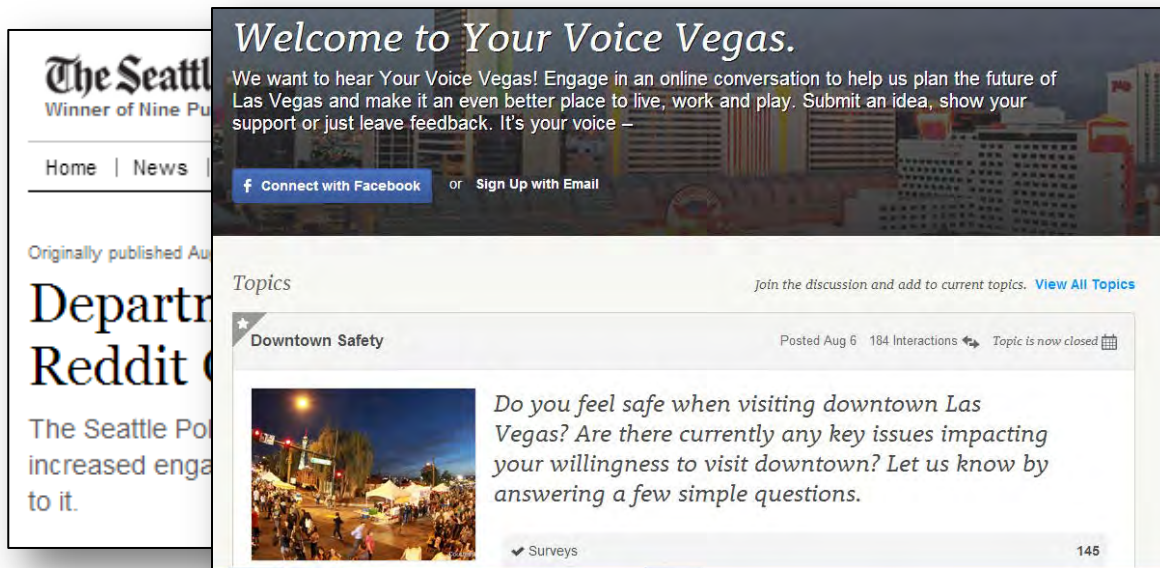 The Seattl
Winner of Nine Pu
Home | News |
Originally published Au
Departn
Reddit
The Seattle Pol
increased enga
to it.
Welcome to Your Voice Vegas.
We want to hear Your Voice Vegas! Engage in an online conversation to help us plan the future of
Las Vegas and make it an even better place to live, work and play. Submit an idea, show your
support or just leave feedback. It's your voice –
f Connect with Facebook or Sign Up with Email
Topics Join the discussion and add to current topics. View All Topics
Downtown Safety Posted Aug 6 184 Interactions Topic is now closed
Do you feel safe when visiting downtown Las
Vegas? Are there currently any key issues impacting
your willingness to visit downtown? Let us know by
answering a few simple questions.
Surveys 145